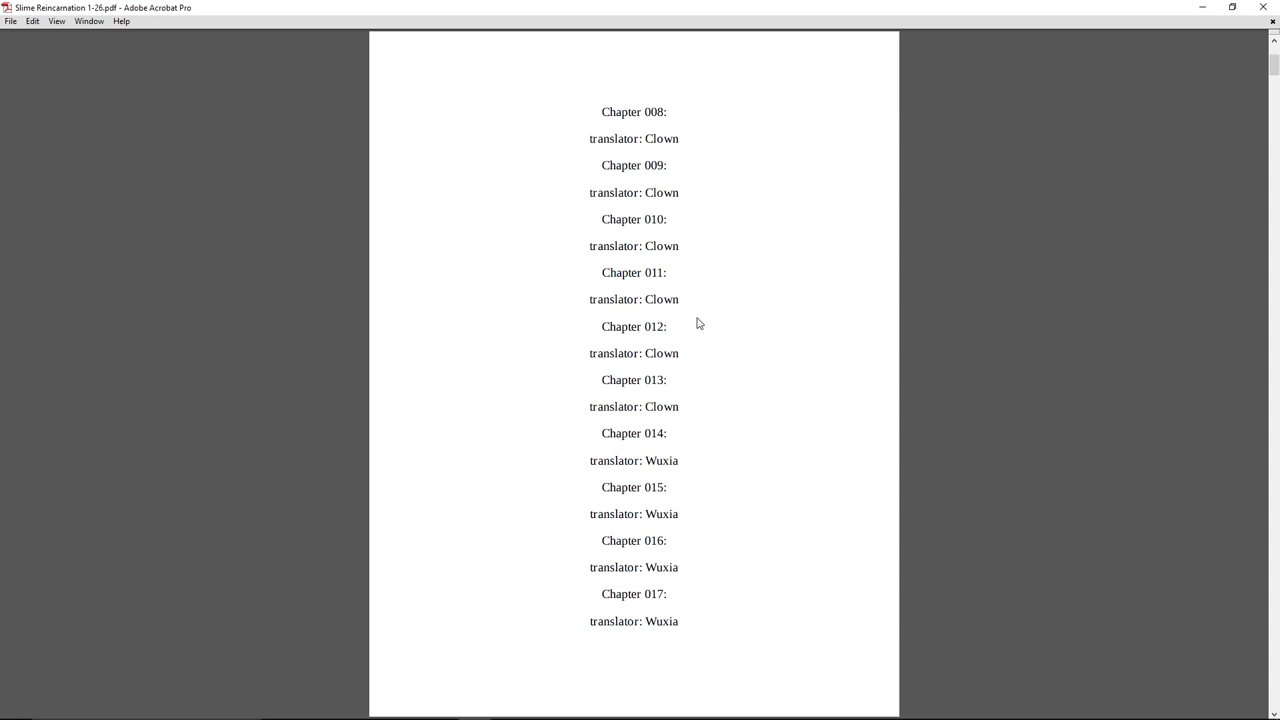 Slime Reincarnation 1-26.pdf - Adobe Acrobat Pro
File Edit View Window Help
Chapter 008:
translator: Clown
Chapter 009:
translator: Clown
Chapter 010:
translator: Clown
Chapter 011:
translator: Clown
Chapter 012:
translator: Clown
Chapter 013:
translator: Clown
Chapter 014:
translator: Wuxia
Chapter 015:
translator: Wuxia
Chapter 016:
translator: Wuxia
Chapter 017:
translator: Wuxia